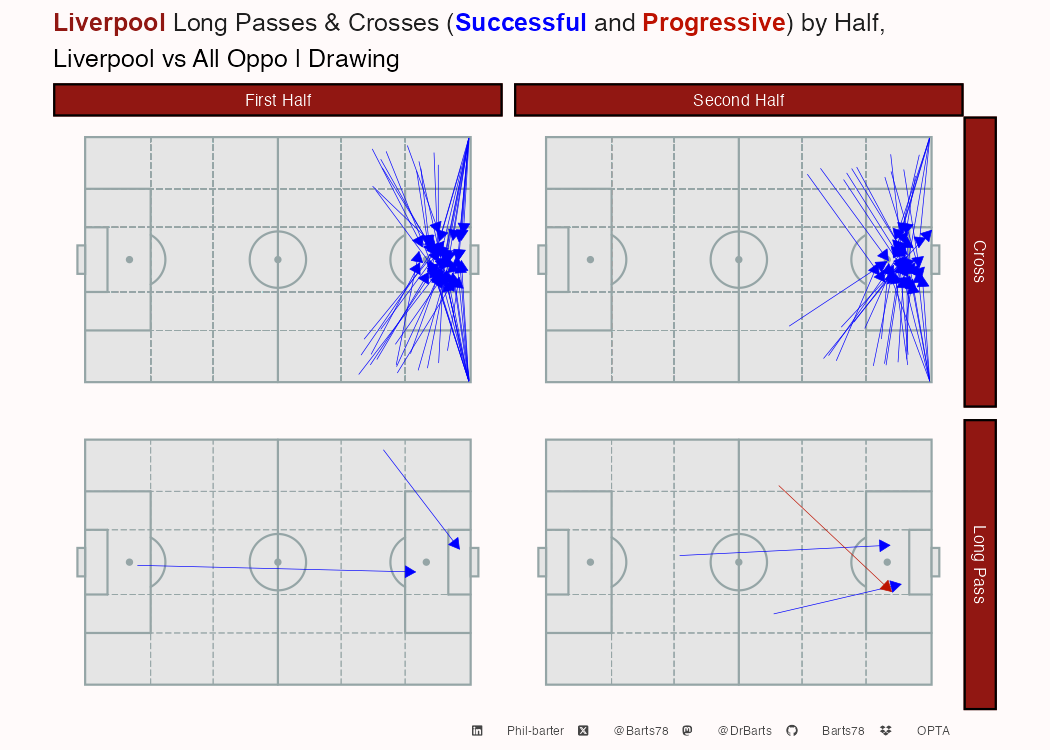 Liverpool Long Passes & Crosses (Successful and Progressive) by Half,
Liverpool vs All Oppo | Drawing
First Half
Second Half
Cross
Long Pass
Phil-barter @Barts78 @DrBarts Barts78 OPTA